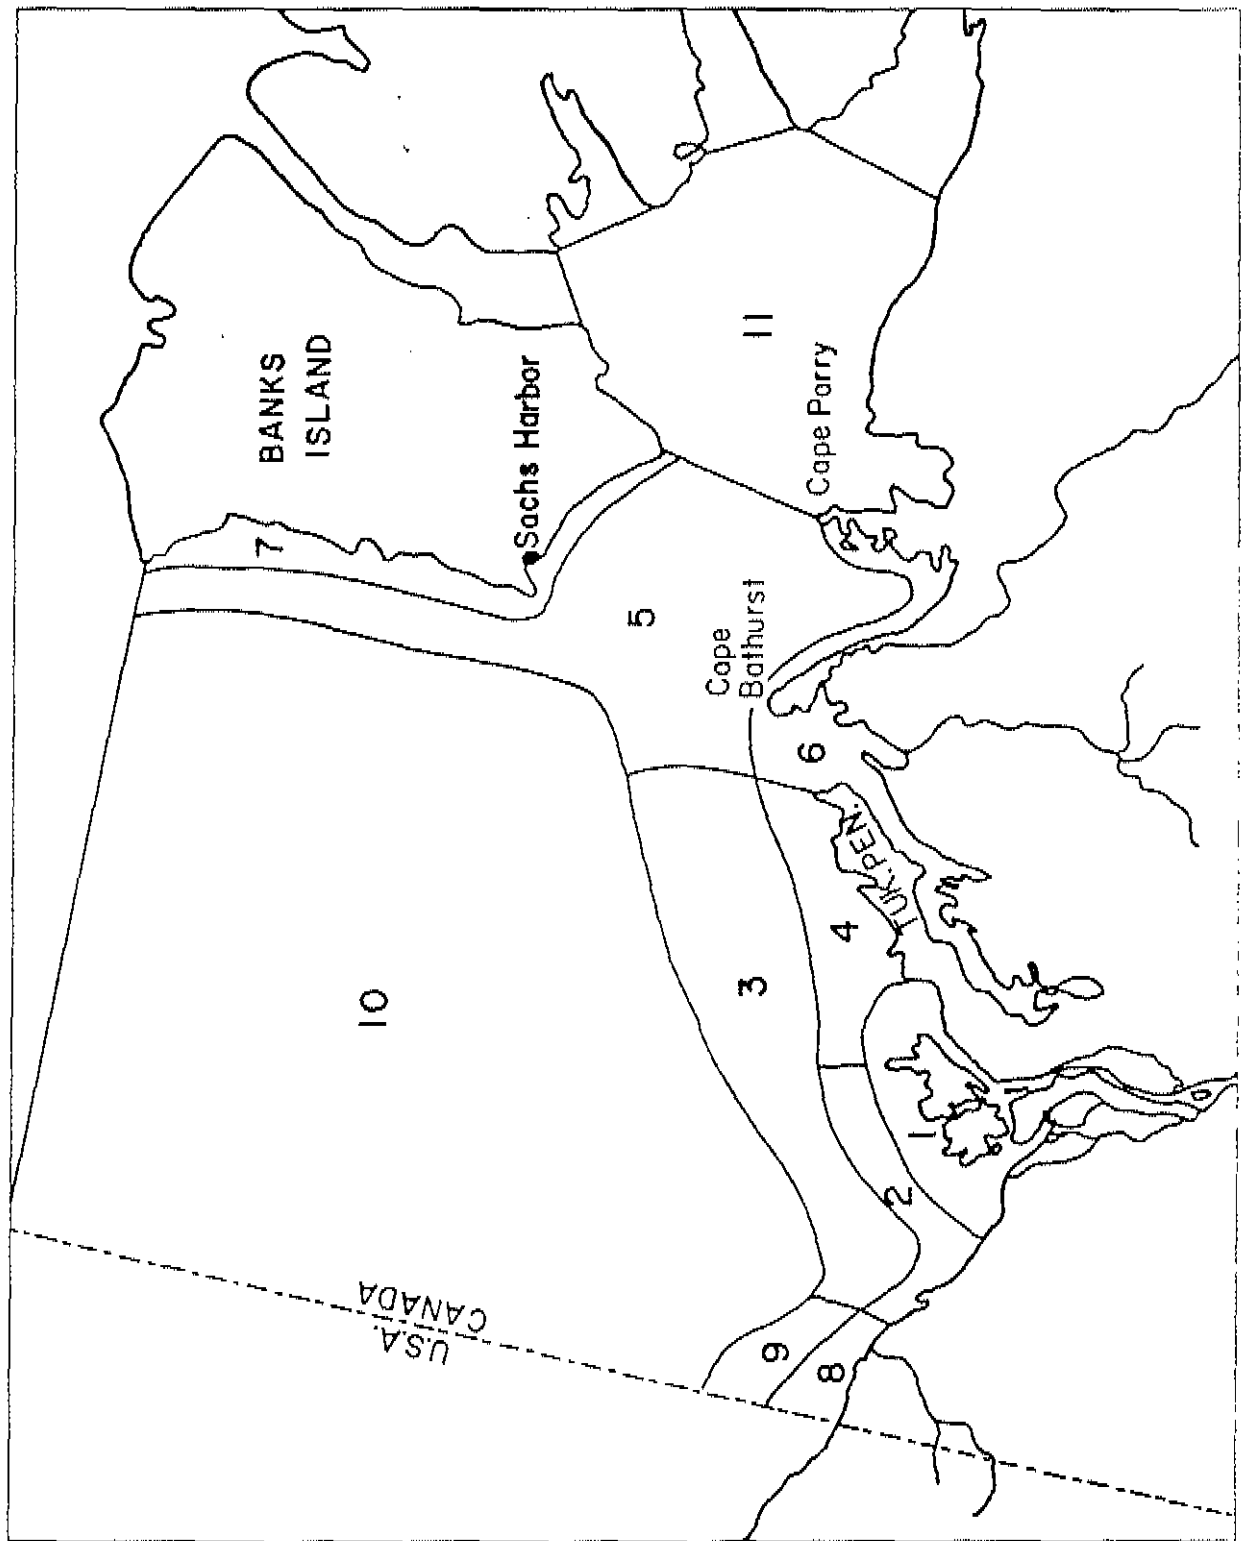 BANKS
ISLAND
7
Sachs Harbor
11
Cape Parry
5
Cape
Bathurst
6
10
3
4
TUK. PEN.
1
2
U.S.A.
CANADA
9
8